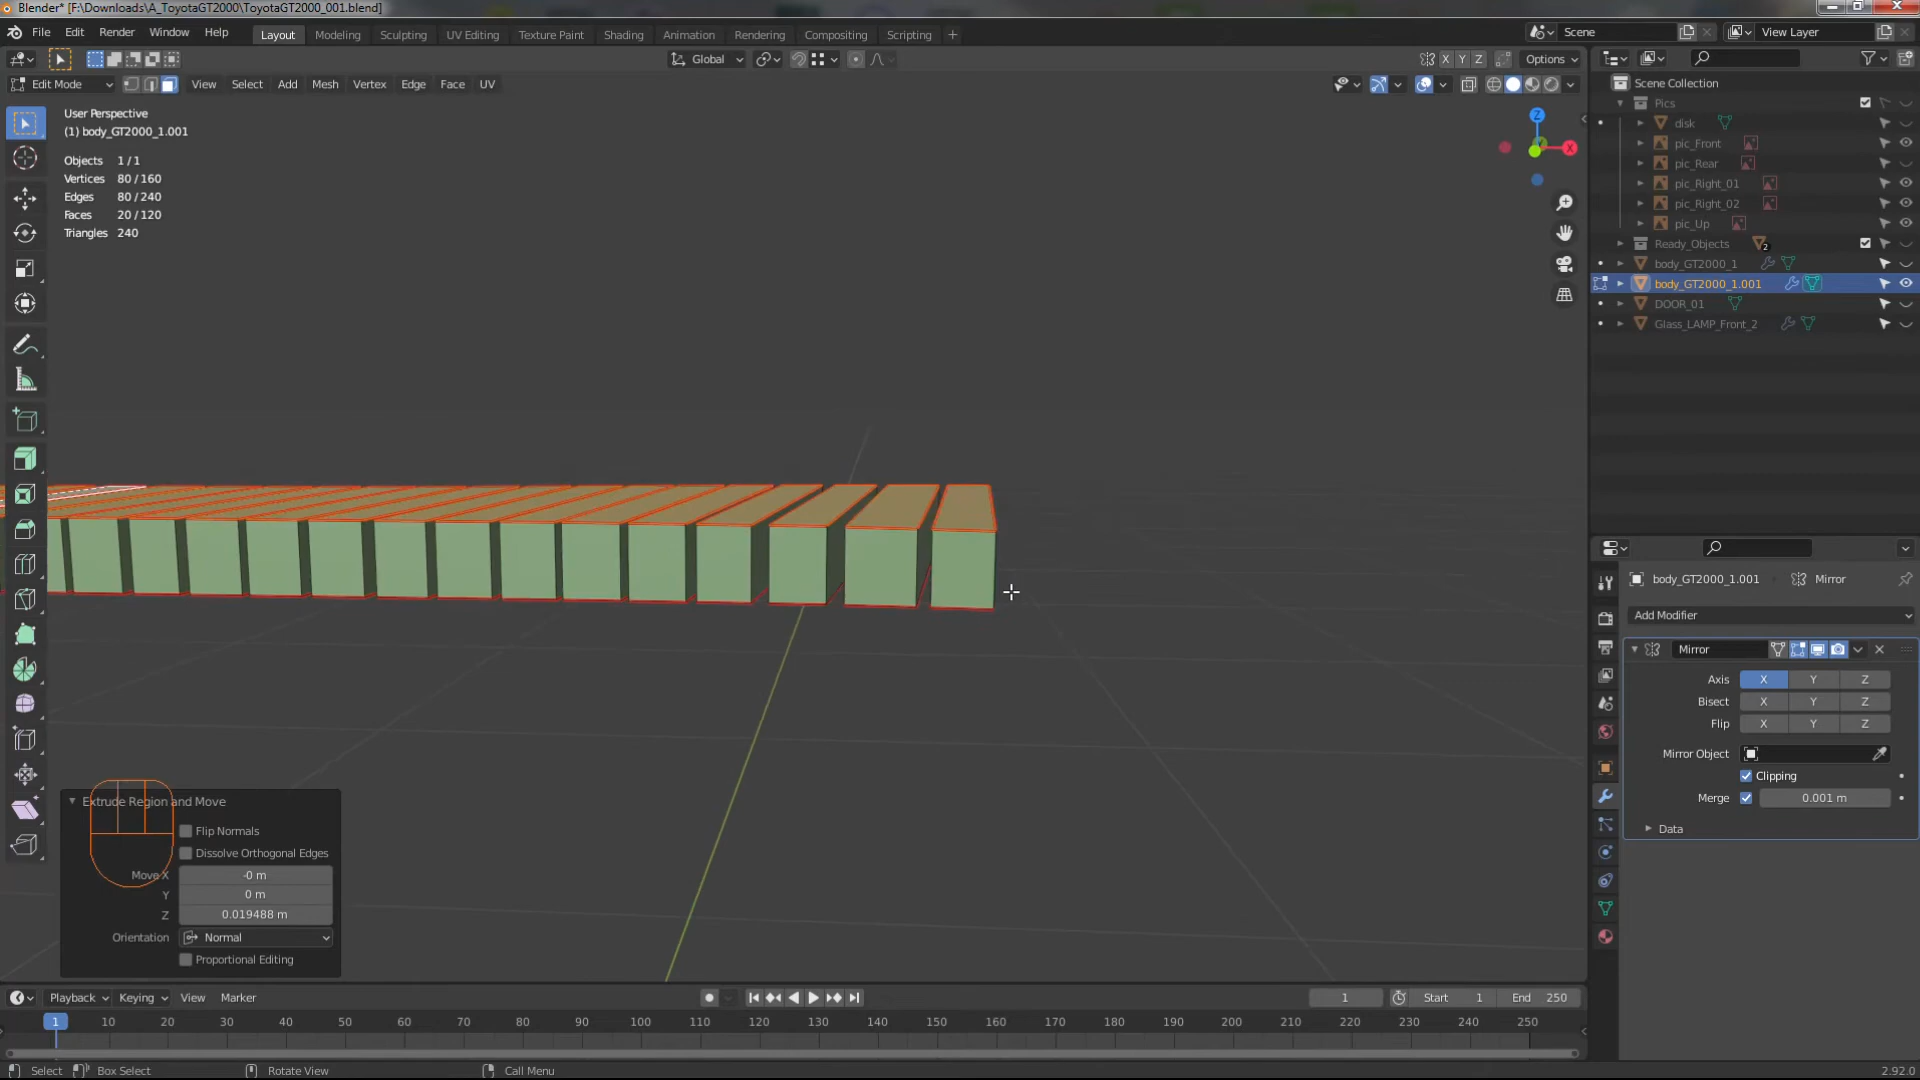 Blender* [F:\Downloads\A_ToyotaGT2000\ToyotaGT2000_001.blend]
File Edit Render Window Help Layout Modeling Sculpting UV Editing Texture Paint Shading Animation Rendering Compositing Scripting Scene View Layer
Global X Y Z Options
Edit Mode View Select Add Mesh Vertex Edge Face UV
User Perspective
(1) body_GT2000_1.001
Objects 1/1
Vertices 80/160
Edges 80/240
Faces 20/120
Triangles 240
Z
X
Scene Collection
Pics
disk
pic_Front
pic_Rear
pic_Right_01
pic_Right_02
pic_Up
Ready_Objects 2
body_GT2000_1
body_GT2000_1.001
DOOR_01
Glass_LAMP_Front_2
body_GT2000_1.001 Mirror
Add Modifier
Mirror
Axis X Y Z
Bisect X Y Z
Flip X Y Z
Mirror Object
Clipping
Merge 0.001 m
Data
Extrude Region and Move
Flip Normals
Dissolve Orthogonal Edges
Move X -0 m
Y 0 m
Z 0.019488 m
Orientation Normal
Proportional Editing
Playback Keying View Marker 1 Start 1 End 250
1 10 20 30 40 50 60 70 80 90 100 110 120 130 140 150 160 170 180 190 200 210 220 230 240 250
Select Box Select Rotate View Call Menu 2.92.0